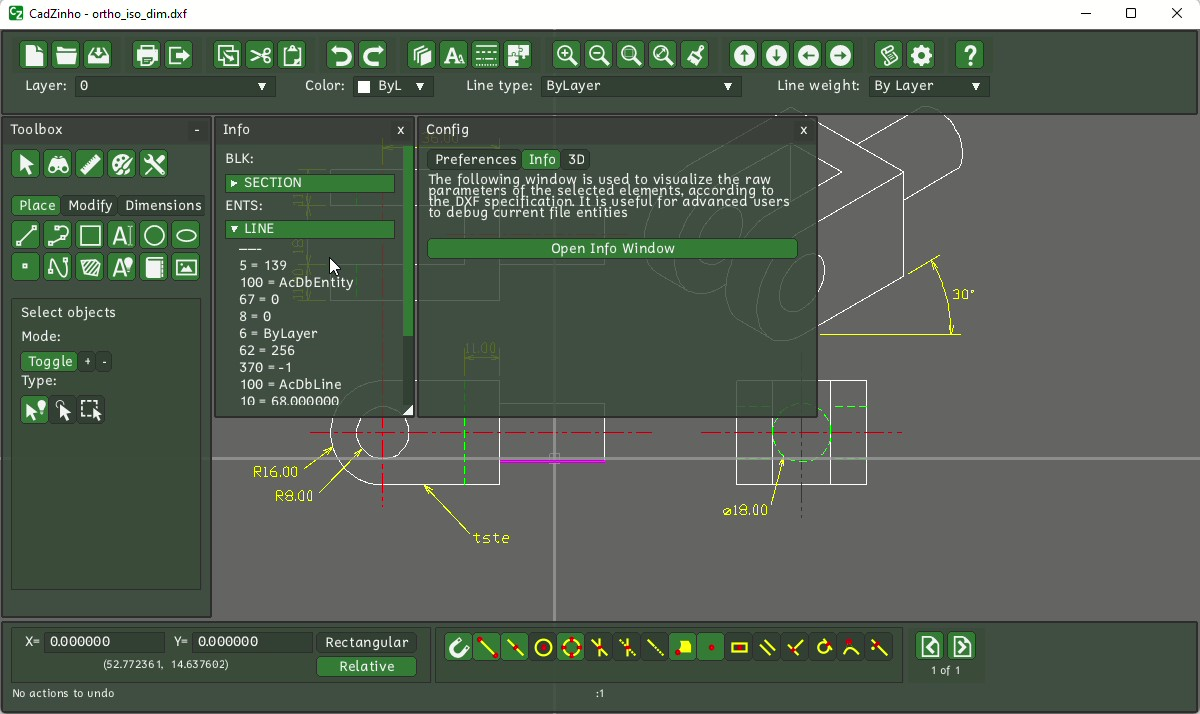 CadZinho - ortho_iso_dim.dxf
Layer: 0 Color: ByL Line type: ByLayer Line weight: By Layer
Toolbox -
Place Modify Dimensions
Select objects
Mode:
Toggle + -
Type:
Info x
BLK:
SECTION
ENTS:
LINE
----
5 = 139
100 = AcDbEntity
67 = 0
8 = 0
6 = ByLayer
62 = 256
370 = -1
100 = AcDbLine
10 = 68.000000
Config x
Preferences Info 3D
The following window is used to visualize the raw
parameters of the selected elements, according to
the DXF specification. It is useful for advanced users
to debug current file entities
Open Info Window
30°
11.00
R16.00
R8.00
tste
⌀18.00
X= 0.000000 Y= 0.000000 Rectangular
(52.772361, 14.637602) Relative
1 of 1
No actions to undo :1